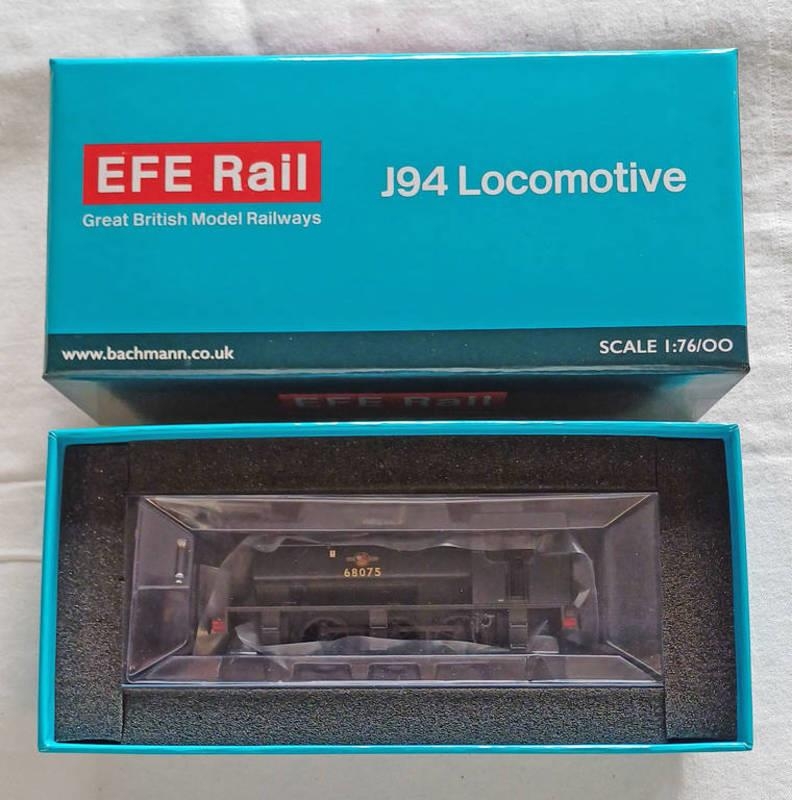 EFE Rail
Great British Model Railways
J94 Locomotive
www.bachmann.co.uk
SCALE 1:76/OO
EFE Rail
68075